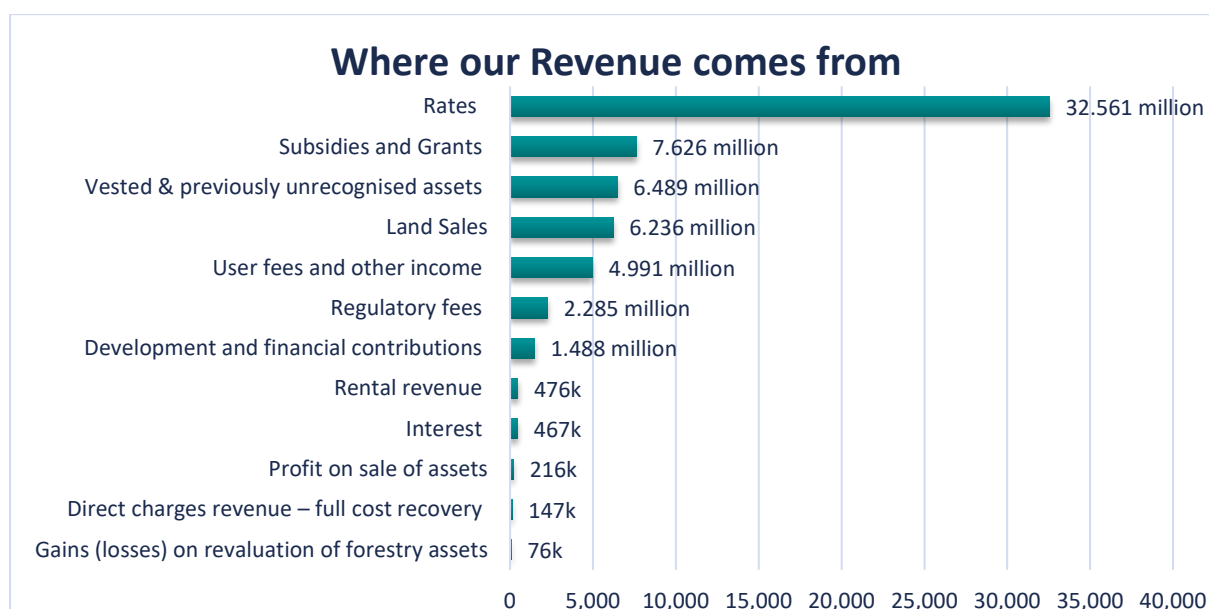 Where our Revenue comes from
Rates 32.561 million
Subsidies and Grants 7.626 million
Vested & previously unrecognised assets 6.489 million
Land Sales 6.236 million
User fees and other income 4.991 million
Regulatory fees 2.285 million
Development and financial contributions 1.488 million
Rental revenue 476k
Interest 467k
Profit on sale of assets 216k
Direct charges revenue – full cost recovery 147k
Gains (losses) on revaluation of forestry assets 76k
0 5,000 10,000 15,000 20,000 25,000 30,000 35,000 40,000